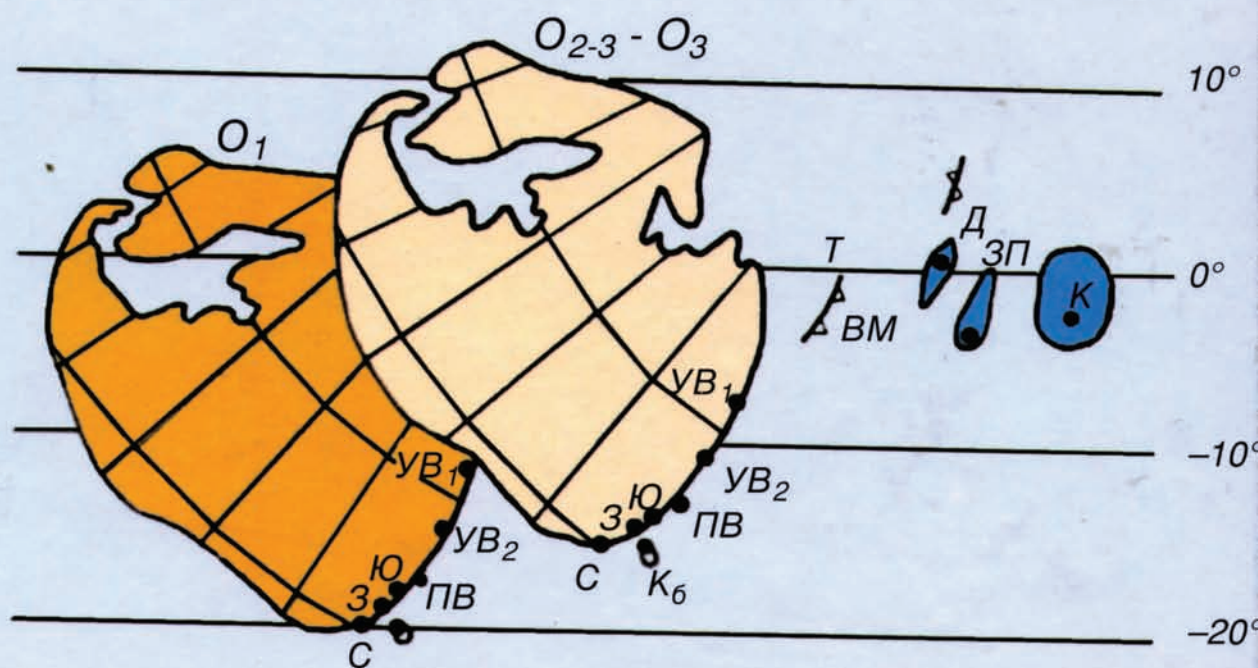 O₂₋₃ - O₃
10°
O₁
Д
Т
ЗП
0°
К
ВМ
УВ₁
-10°
УВ₁
УВ₂
Ю
З
ПВ
УВ₂
С
Кб
Ю
З
ПВ
-20°
С